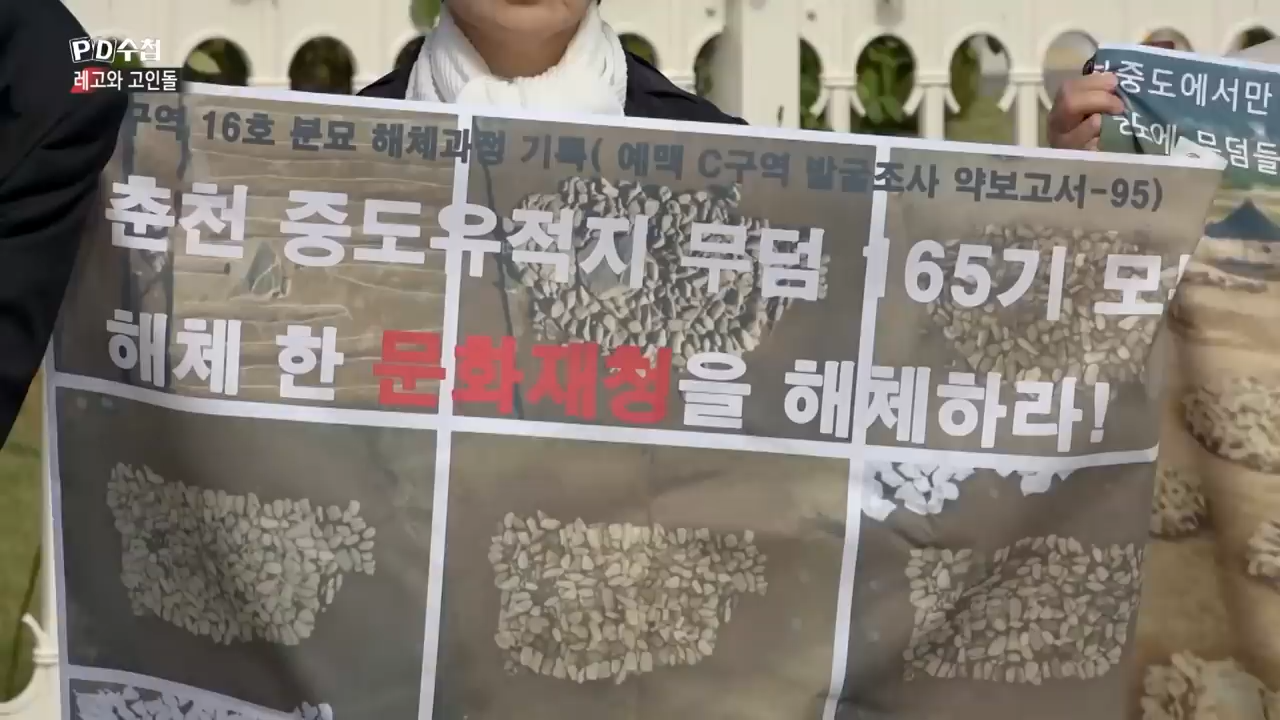 PD수첩
레고와 고인돌
구역 16호 분묘 해체과정 기록( 예맥 C구역 발굴조사 약보고서-95)
춘천 중도유적지 무덤 165기 모
해체 한 문화재청을 해체하라!
중도에서만
무덤들